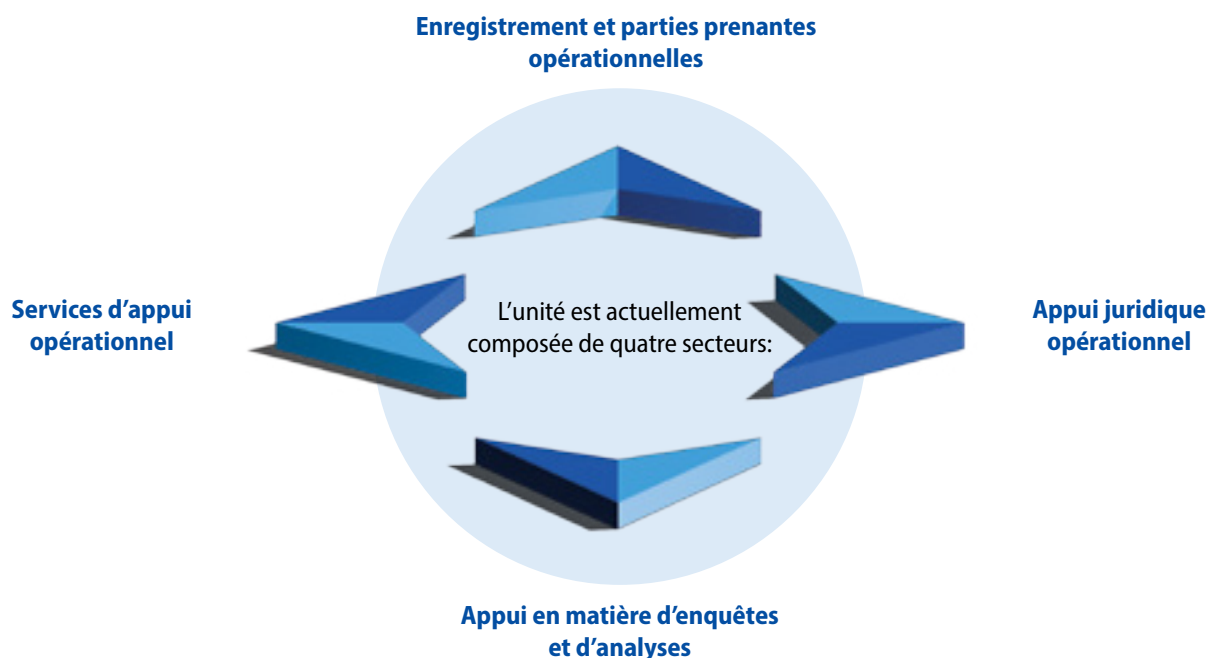 Enregistrement et parties prenantes
opérationnelles
Services d’appui
opérationnel
L’unité est actuellement
composée de quatre secteurs:
Appui juridique
opérationnel
Appui en matière d’enquêtes
et d’analyses